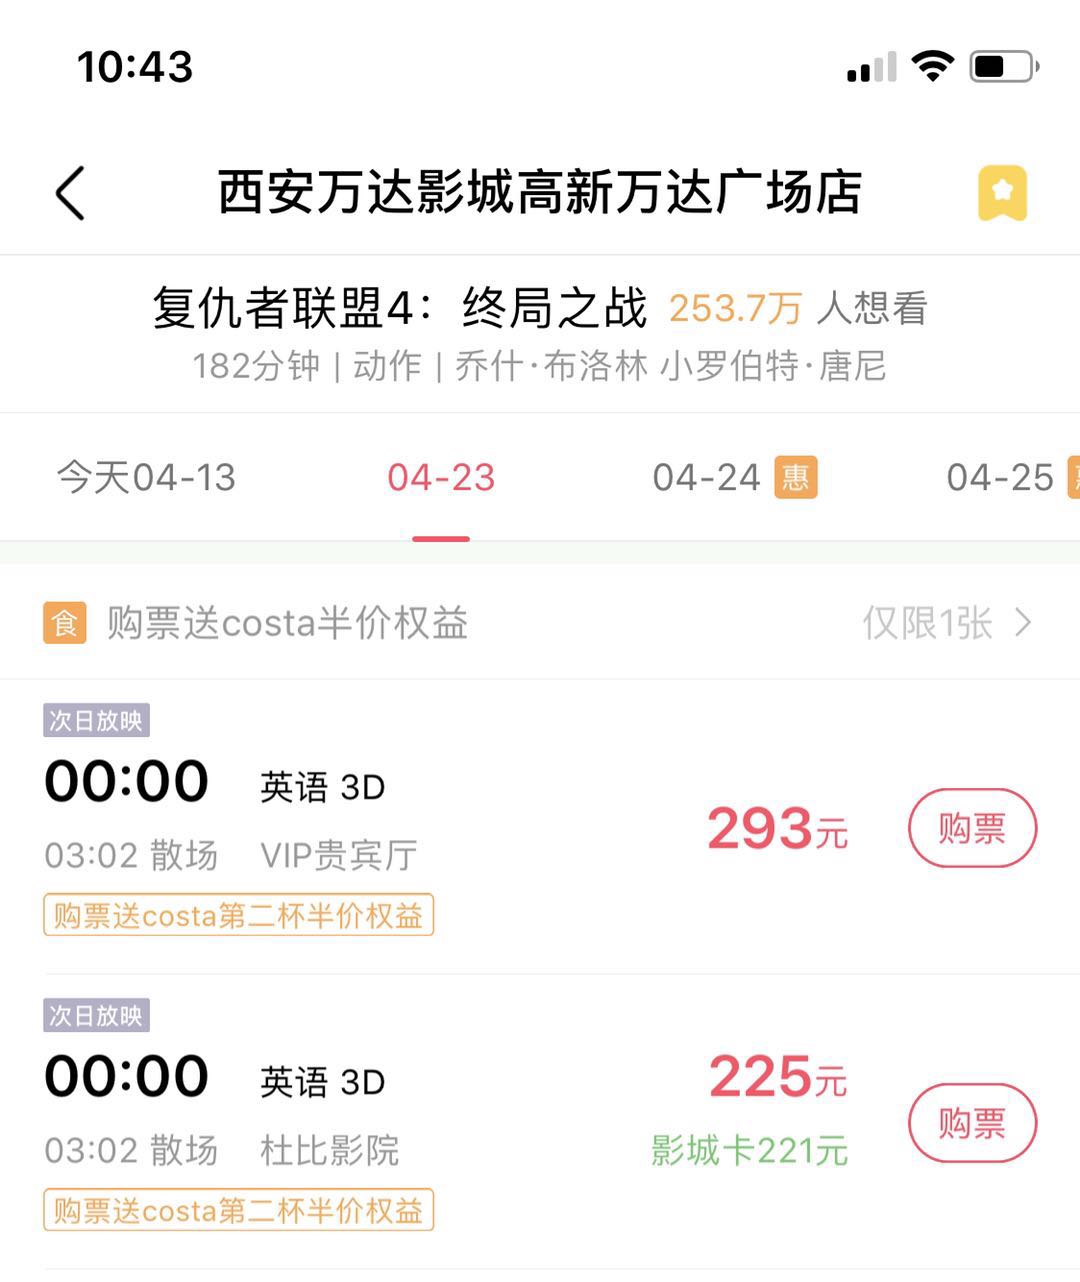 10:43
西安万达影城高新万达广场店
复仇者联盟4：终局之战 253.7万 人想看
182分钟 | 动作 | 乔什·布洛林 小罗伯特·唐尼
今天04-13 04-23 04-24 惠 04-25
食 购票送costa半价权益 仅限1张
次日放映
00:00 英语 3D
293元 购票
03:02 散场 VIP贵宾厅
购票送costa第二杯半价权益
次日放映
00:00 英语 3D 225元
购票
03:02 散场 杜比影院 影城卡221元
购票送costa第二杯半价权益